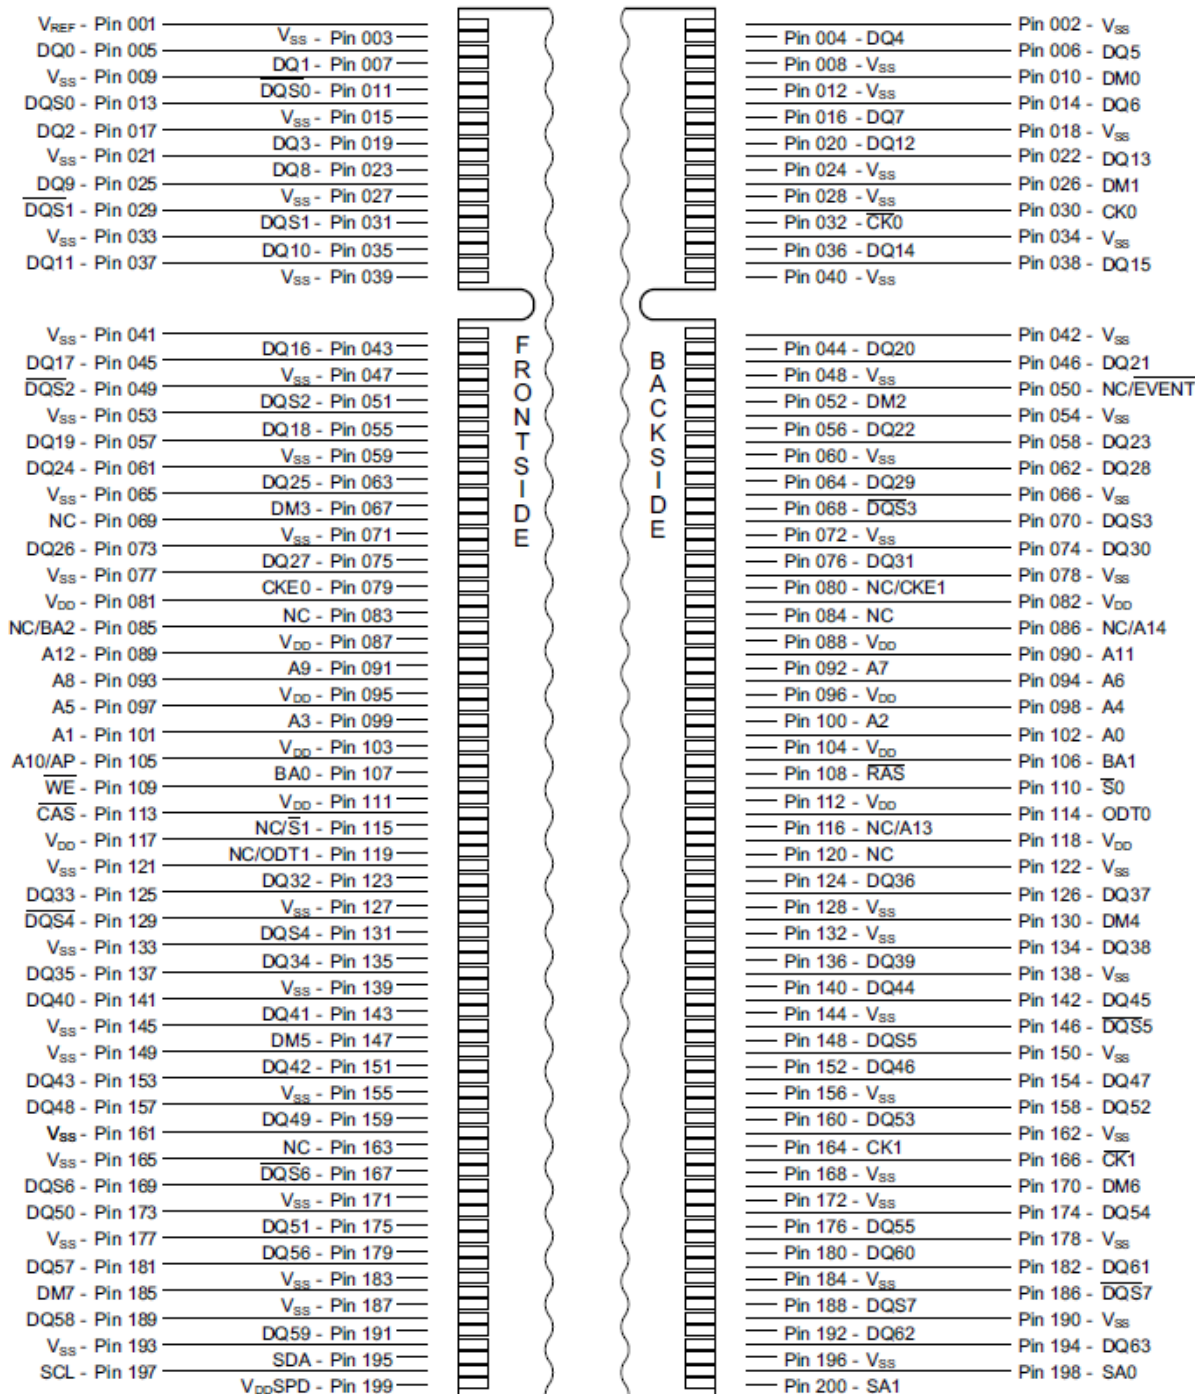 VREF - Pin 001
VSS - Pin 003
DQ0 - Pin 005
DQ1 - Pin 007
VSS - Pin 009
DQS0 - Pin 011
DQS0 - Pin 013
VSS - Pin 015
DQ2 - Pin 017
DQ3 - Pin 019
VSS - Pin 021
DQ8 - Pin 023
DQ9 - Pin 025
VSS - Pin 027
DQS1 - Pin 029
DQS1 - Pin 031
VSS - Pin 033
DQ10 - Pin 035
DQ11 - Pin 037
VSS - Pin 039
VSS - Pin 041
DQ16 - Pin 043
DQ17 - Pin 045
VSS - Pin 047
DQS2 - Pin 049
DQS2 - Pin 051
VSS - Pin 053
DQ18 - Pin 055
DQ19 - Pin 057
VSS - Pin 059
DQ24 - Pin 061
DQ25 - Pin 063
VSS - Pin 065
DM3 - Pin 067
NC - Pin 069
VSS - Pin 071
DQ26 - Pin 073
DQ27 - Pin 075
VSS - Pin 077
CKE0 - Pin 079
VDD - Pin 081
NC - Pin 083
NC/BA2 - Pin 085
VDD - Pin 087
A12 - Pin 089
A9 - Pin 091
A8 - Pin 093
VDD - Pin 095
A5 - Pin 097
A3 - Pin 099
A1 - Pin 101
VDD - Pin 103
A10/AP - Pin 105
BA0 - Pin 107
WE - Pin 109
VDD - Pin 111
CAS - Pin 113
NC/S1 - Pin 115
VDD - Pin 117
NC/ODT1 - Pin 119
VSS - Pin 121
DQ32 - Pin 123
DQ33 - Pin 125
VSS - Pin 127
DQS4 - Pin 129
DQS4 - Pin 131
VSS - Pin 133
DQ34 - Pin 135
DQ35 - Pin 137
VSS - Pin 139
DQ40 - Pin 141
DQ41 - Pin 143
VSS - Pin 145
DM5 - Pin 147
VSS - Pin 149
DQ42 - Pin 151
DQ43 - Pin 153
VSS - Pin 155
DQ48 - Pin 157
DQ49 - Pin 159
VSS - Pin 161
NC - Pin 163
VSS - Pin 165
DQS6 - Pin 167
DQS6 - Pin 169
VSS - Pin 171
DQ50 - Pin 173
DQ51 - Pin 175
VSS - Pin 177
DQ56 - Pin 179
DQ57 - Pin 181
VSS - Pin 183
DM7 - Pin 185
VSS - Pin 187
DQ58 - Pin 189
DQ59 - Pin 191
VSS - Pin 193
SDA - Pin 195
SCL - Pin 197
VDDSPD - Pin 199
FRONTSIDE
BACKSIDE
Pin 002 - VSS
Pin 004 - DQ4
Pin 006 - DQ5
Pin 008 - VSS
Pin 010 - DM0
Pin 012 - VSS
Pin 014 - DQ6
Pin 016 - DQ7
Pin 018 - VSS
Pin 020 - DQ12
Pin 022 - DQ13
Pin 024 - VSS
Pin 026 - DM1
Pin 028 - VSS
Pin 030 - CK0
Pin 032 - CK0
Pin 034 - VSS
Pin 036 - DQ14
Pin 038 - DQ15
Pin 040 - VSS
Pin 042 - VSS
Pin 044 - DQ20
Pin 046 - DQ21
Pin 048 - VSS
Pin 050 - NC/EVENT
Pin 052 - DM2
Pin 054 - VSS
Pin 056 - DQ22
Pin 058 - DQ23
Pin 060 - VSS
Pin 062 - DQ28
Pin 064 - DQ29
Pin 066 - VSS
Pin 068 - DQS3
Pin 070 - DQS3
Pin 072 - VSS
Pin 074 - DQ30
Pin 076 - DQ31
Pin 078 - VSS
Pin 080 - NC/CKE1
Pin 082 - VDD
Pin 084 - NC
Pin 086 - NC/A14
Pin 088 - VDD
Pin 090 - A11
Pin 092 - A7
Pin 094 - A6
Pin 096 - VDD
Pin 098 - A4
Pin 100 - A2
Pin 102 - A0
Pin 104 - VDD
Pin 106 - BA1
Pin 108 - RAS
Pin 110 - S0
Pin 112 - VDD
Pin 114 - ODT0
Pin 116 - NC/A13
Pin 118 - VDD
Pin 120 - NC
Pin 122 - VSS
Pin 124 - DQ36
Pin 126 - DQ37
Pin 128 - VSS
Pin 130 - DM4
Pin 132 - VSS
Pin 134 - DQ38
Pin 136 - DQ39
Pin 138 - VSS
Pin 140 - DQ44
Pin 142 - DQ45
Pin 144 - VSS
Pin 146 - DQS5
Pin 148 - DQS5
Pin 150 - VSS
Pin 152 - DQ46
Pin 154 - DQ47
Pin 156 - VSS
Pin 158 - DQ52
Pin 160 - DQ53
Pin 162 - VSS
Pin 164 - CK1
Pin 166 - CK1
Pin 168 - VSS
Pin 170 - DM6
Pin 172 - VSS
Pin 174 - DQ54
Pin 176 - DQ55
Pin 178 - VSS
Pin 180 - DQ60
Pin 182 - DQ61
Pin 184 - VSS
Pin 186 - DQS7
Pin 188 - DQS7
Pin 190 - VSS
Pin 192 - DQ62
Pin 194 - DQ63
Pin 196 - VSS
Pin 198 - SA0
Pin 200 - SA1